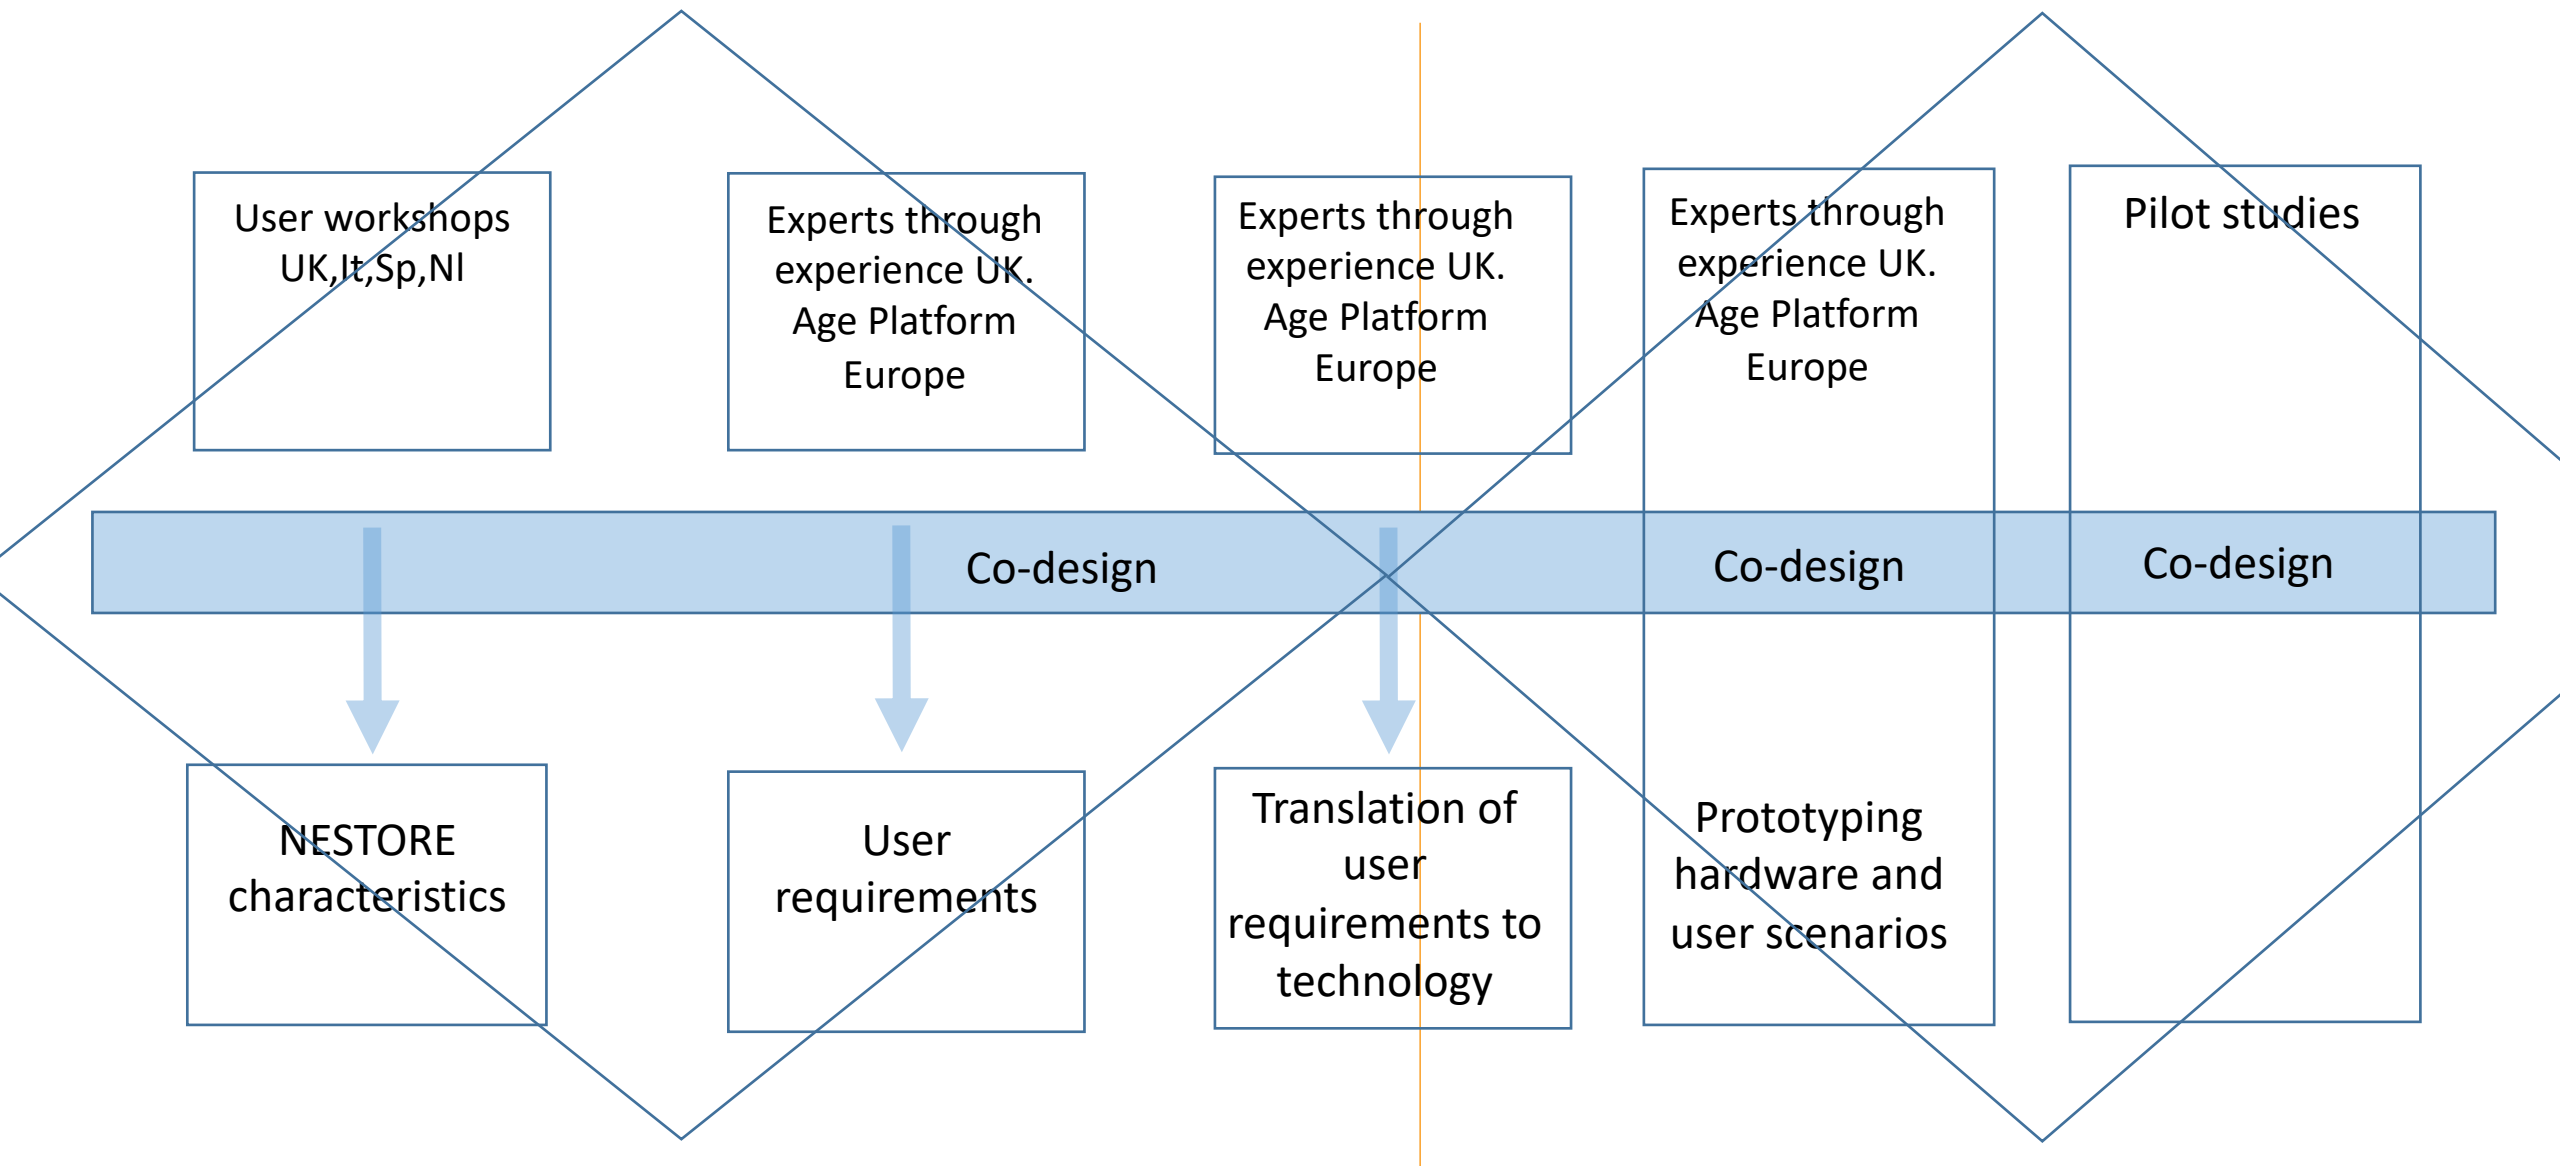 User workshops
UK,It,Sp,Nl
Experts through
experience UK.
Age Platform
Europe
Experts through
experience UK.
Age Platform
Europe
Experts through
experience UK.
Age Platform
Europe
Pilot studies
Co-design
Co-design
Co-design
NESTORE
characteristics
User
requirements
Translation of
user
requirements to
technology
Prototyping
hardware and
user scenarios